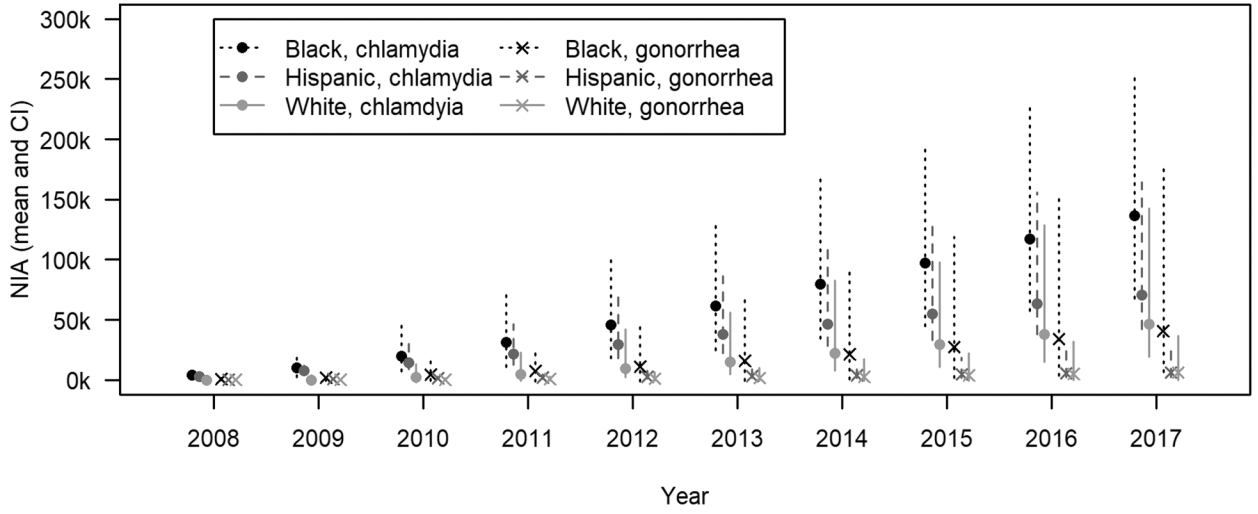 300k
250k
200k
150k
100k
50k
0k
NIA (mean and CI)
Black, chlamydia
Hispanic, chlamydia
White, chlamdyia
Black, gonorrhea
Hispanic, gonorrhea
White, gonorrhea
2008 2009 2010 2011 2012 2013 2014 2015 2016 2017
Year